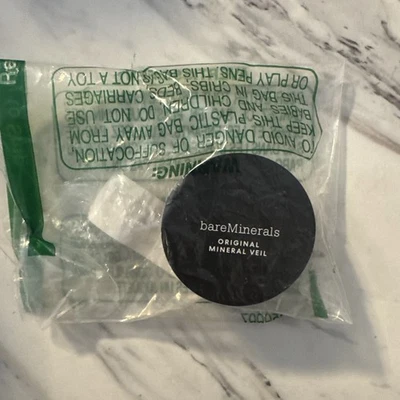 WARNING:
TO AVOID DANGER OF SUFFOCATION,
KEEP THIS PLASTIC BAG AWAY FROM
BABIES AND CHILDREN. DO NOT USE
THIS BAG IN CRIBS, BEDS, CARRIAGES
OR PLAY PENS. THIS BAG IS NOT A TOY
bareMinerals
ORIGINAL
MINERAL VEIL